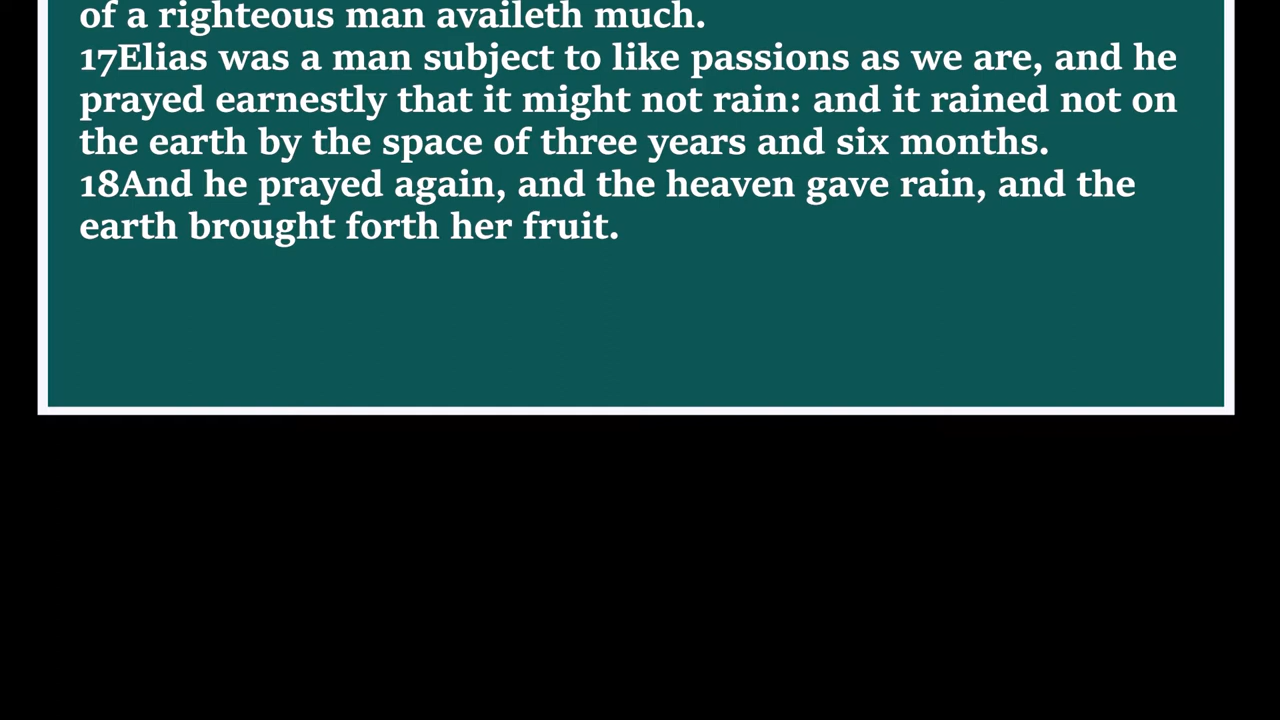 of a righteous man availeth much.
17Elias was a man subject to like passions as we are, and he
prayed earnestly that it might not rain: and it rained not on
the earth by the space of three years and six months.
18And he prayed again, and the heaven gave rain, and the
earth brought forth her fruit.